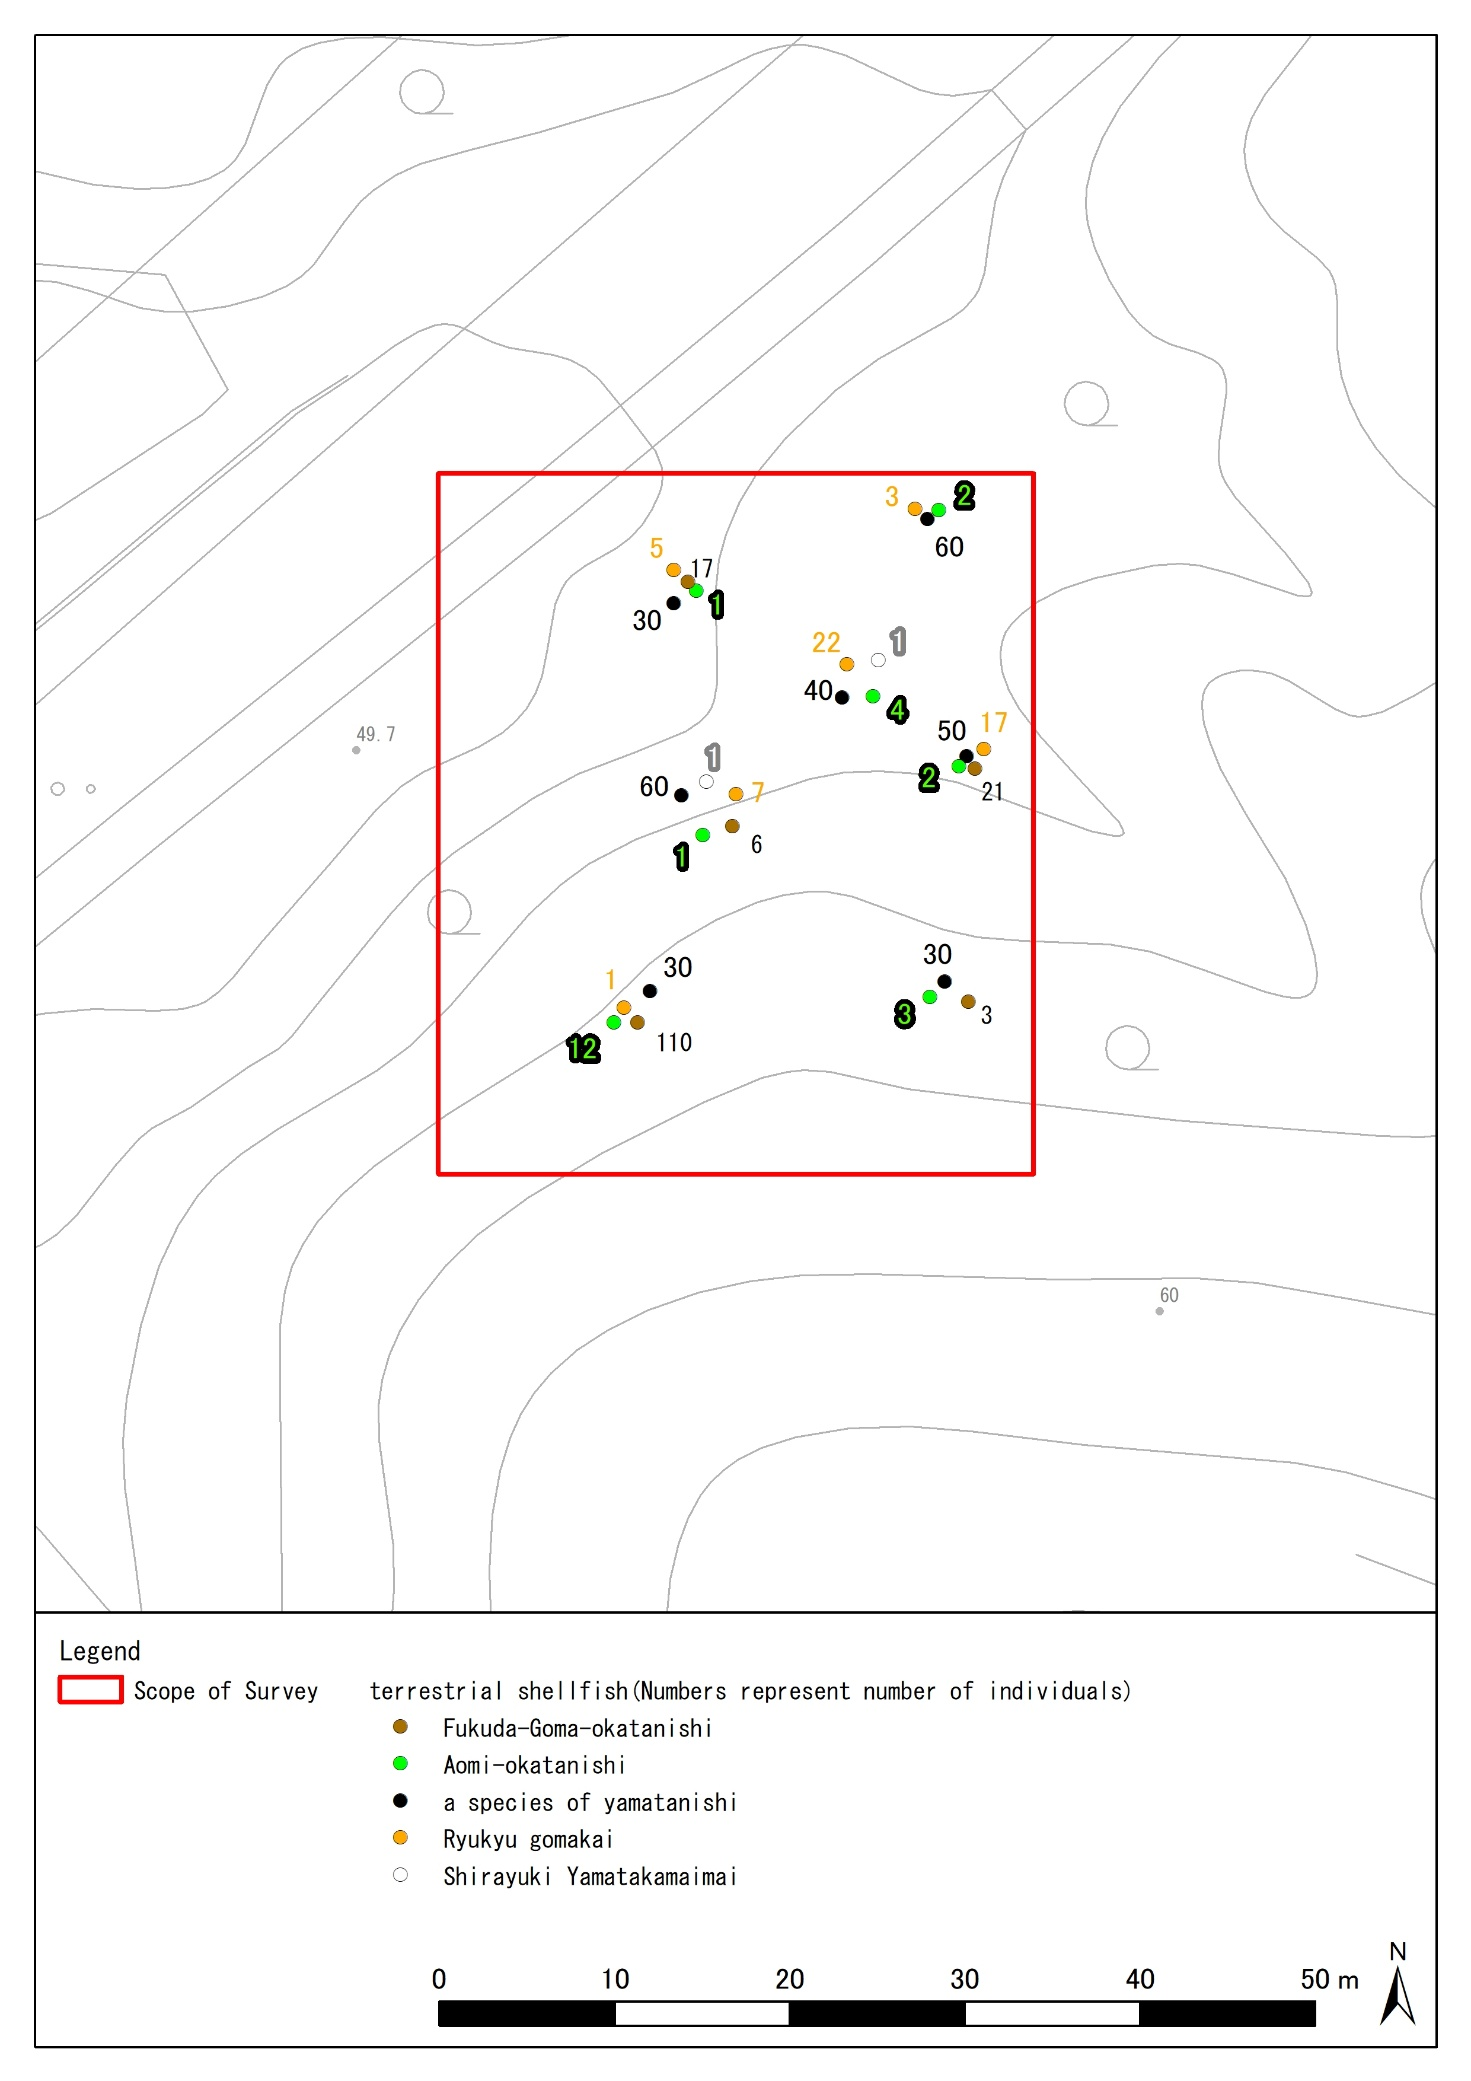 3
2
60
5
17
1
30
22
1
40
4
17
50
2
21
49.7
1
60
7
6
1
30
1
110
12
30
3
3
60
Legend
Scope of Survey
terrestrial shellfish(Numbers represent number of individuals)
Fukuda-Goma-okatanishi
Aomi-okatanishi
a species of yamatanishi
Ryukyu gomakai
Shirayuki Yamatakamaimai
N
0 10 20 30 40 50 m